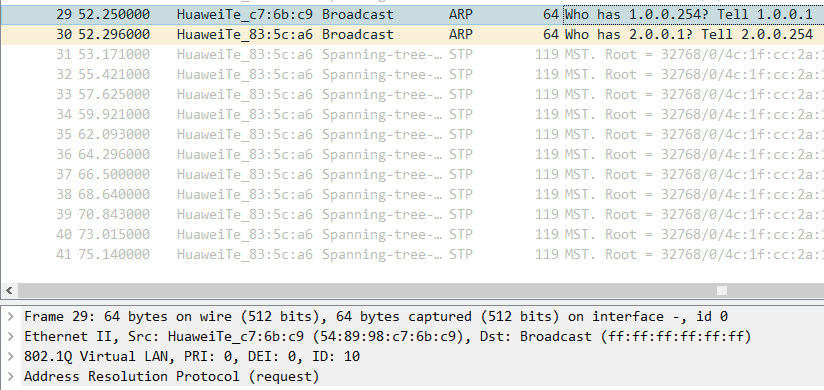 29 52.250000 HuaweiTe_c7:6b:c9 Broadcast ARP 64 Who has 1.0.0.254? Tell 1.0.0.1
30 52.296000 HuaweiTe_83:5c:a6 Broadcast ARP 64 Who has 2.0.0.1? Tell 2.0.0.254
31 53.171000 HuaweiTe_83:5c:a6 Spanning-tree-… STP 119 MST. Root = 32768/0/4c:1f:cc:2a:1
32 55.421000 HuaweiTe_83:5c:a6 Spanning-tree-… STP 119 MST. Root = 32768/0/4c:1f:cc:2a:1
33 57.625000 HuaweiTe_83:5c:a6 Spanning-tree-… STP 119 MST. Root = 32768/0/4c:1f:cc:2a:1
34 59.921000 HuaweiTe_83:5c:a6 Spanning-tree-… STP 119 MST. Root = 32768/0/4c:1f:cc:2a:1
35 62.093000 HuaweiTe_83:5c:a6 Spanning-tree-… STP 119 MST. Root = 32768/0/4c:1f:cc:2a:1
36 64.296000 HuaweiTe_83:5c:a6 Spanning-tree-… STP 119 MST. Root = 32768/0/4c:1f:cc:2a:1
37 66.500000 HuaweiTe_83:5c:a6 Spanning-tree-… STP 119 MST. Root = 32768/0/4c:1f:cc:2a:1
38 68.640000 HuaweiTe_83:5c:a6 Spanning-tree-… STP 119 MST. Root = 32768/0/4c:1f:cc:2a:1
39 70.843000 HuaweiTe_83:5c:a6 Spanning-tree-… STP 119 MST. Root = 32768/0/4c:1f:cc:2a:1
40 73.015000 HuaweiTe_83:5c:a6 Spanning-tree-… STP 119 MST. Root = 32768/0/4c:1f:cc:2a:1
41 75.140000 HuaweiTe_83:5c:a6 Spanning-tree-… STP 119 MST. Root = 32768/0/4c:1f:cc:2a:1
Frame 29: 64 bytes on wire (512 bits), 64 bytes captured (512 bits) on interface -, id 0
Ethernet II, Src: HuaweiTe_c7:6b:c9 (54:89:98:c7:6b:c9), Dst: Broadcast (ff:ff:ff:ff:ff:ff)
802.1Q Virtual LAN, PRI: 0, DEI: 0, ID: 10
Address Resolution Protocol (request)